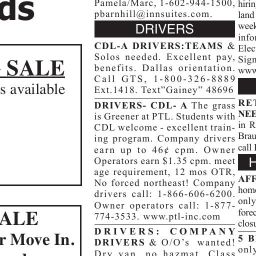 ds
SALE
s available
ALE
r Move In.
Pamela/Marc, 1-602-944-1500,
pbarnhill@innsuites.com.
DRIVERS
CDL-A DRIVERS:TEAMS &
Solos needed. Excellent pay,
benefits. Dallas orientation.
Call GTS, 1-800-326-8889
Ext.1418. Text"Gainey" 48696
DRIVERS- CDL- A The grass
is Greener at PTL. Students with
CDL welcome - excellent train-
ing program. Company drivers
earn up to 46¢ cpm. Owner
Operators earn $1.35 cpm. meet
age requirement, 12 mos OTR,
No forced northeast! Company
drivers call: 1-866-606-6200.
Owner operators call: 1-877-
774-3533. www.ptl-inc.com
DRIVERS: COMPANY
DRIVERS & O/O's wanted!
Dry van, no hazmat. Class
hirin
land
week
infor
Elec
Sign
www
RET
NEE
in R
Brau
call I
H
AFF
home
only
forec
closu
5 B
only